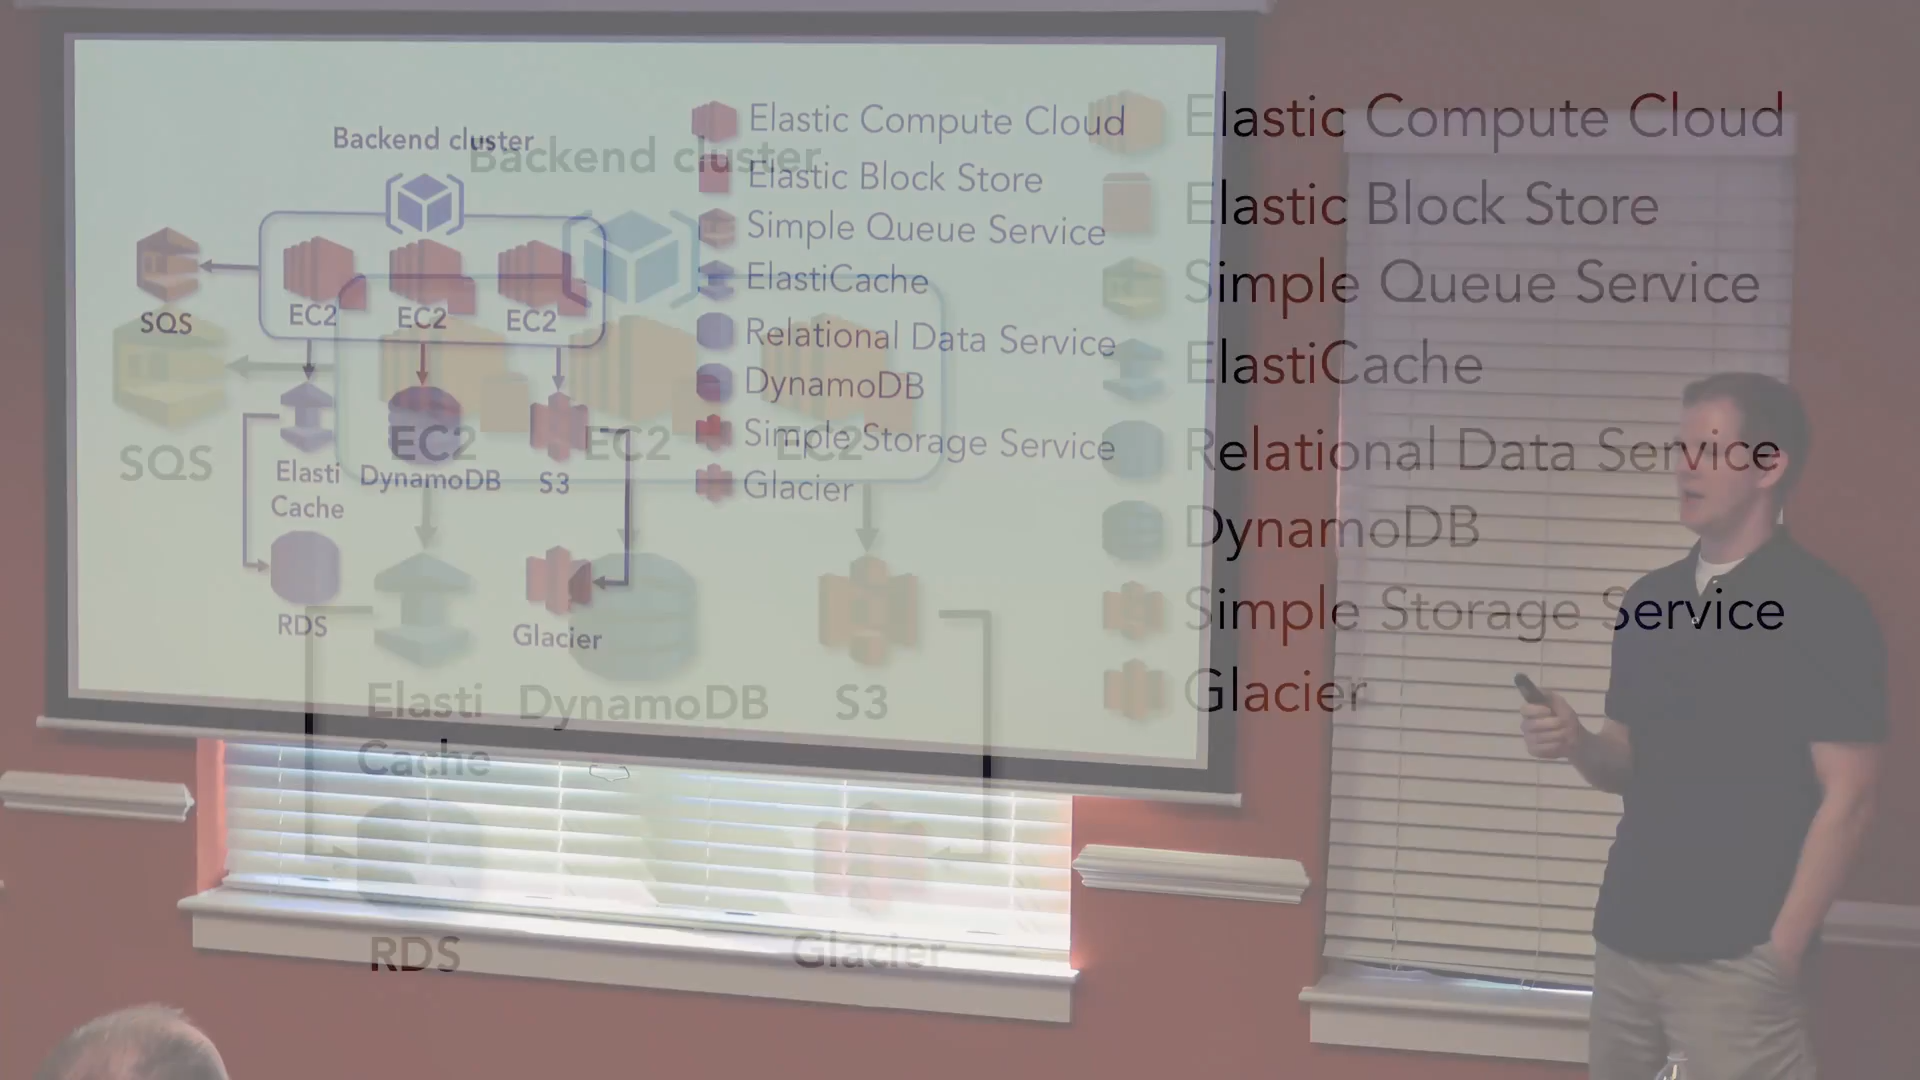 Backend cluster
SQS
EC2
EC2
EC2
Elasti
Cache
DynamoDB
S3
RDS
Glacier
Elastic Compute Cloud
Elastic Block Store
Simple Queue Service
ElastiCache
Relational Data Service
DynamoDB
Simple Storage Service
Glacier
Backend cluster
SQS
EC2
EC2
EC2
Elasti
Cache
DynamoDB
S3
RDS
Glacier
Elastic Compute Cloud
Elastic Block Store
Simple Queue Service
ElastiCache
Relational Data Service
DynamoDB
Simple Storage Service
Glacier